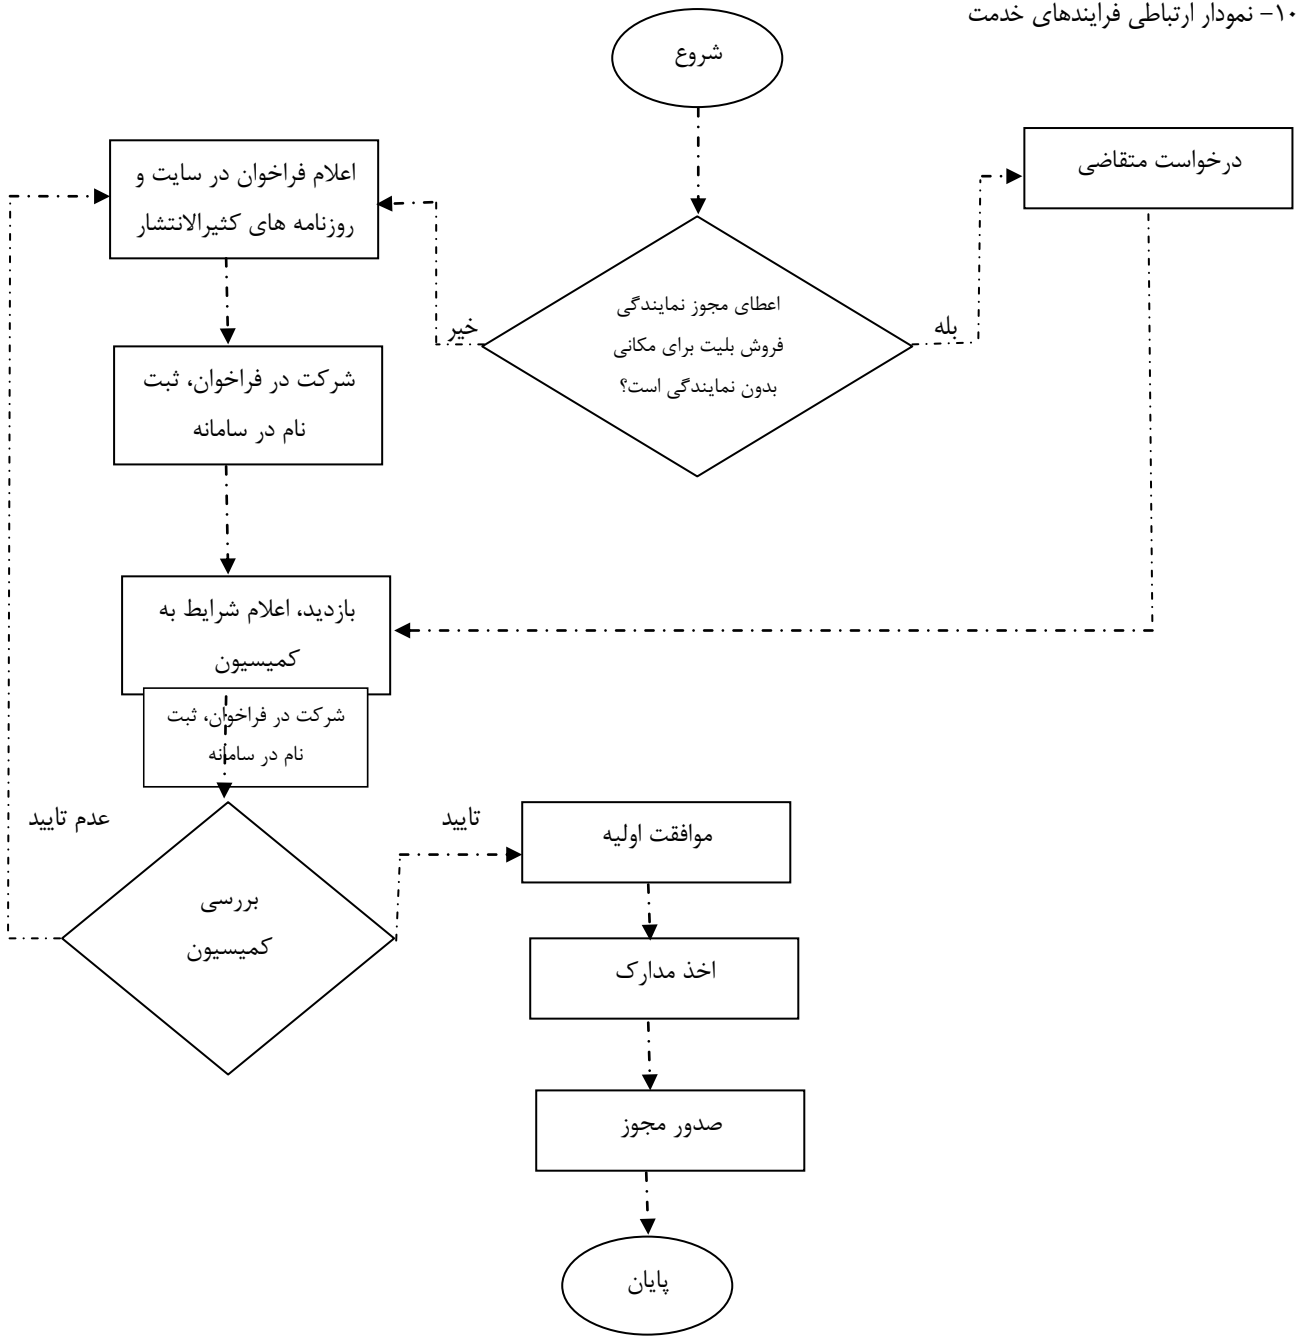 ۱۰- نمودار ارتباطی فرایندهای خدمت
شروع
درخواست متقاضی
اعلام فراخوان در سایت و
روزنامه های کثیرالانتشار
اعطای مجوز نمایندگی
فروش بلیت برای مکانی
بدون نمایندگی است؟
بله
خیر
شرکت در فراخوان، ثبت
نام در سامانه
بازدید، اعلام شرایط به
کمیسیون
شرکت در فراخوان، ثبت
نام در سامانه
عدم تایید
تایید
بررسی
کمیسیون
موافقت اولیه
اخذ مدارک
صدور مجوز
پایان